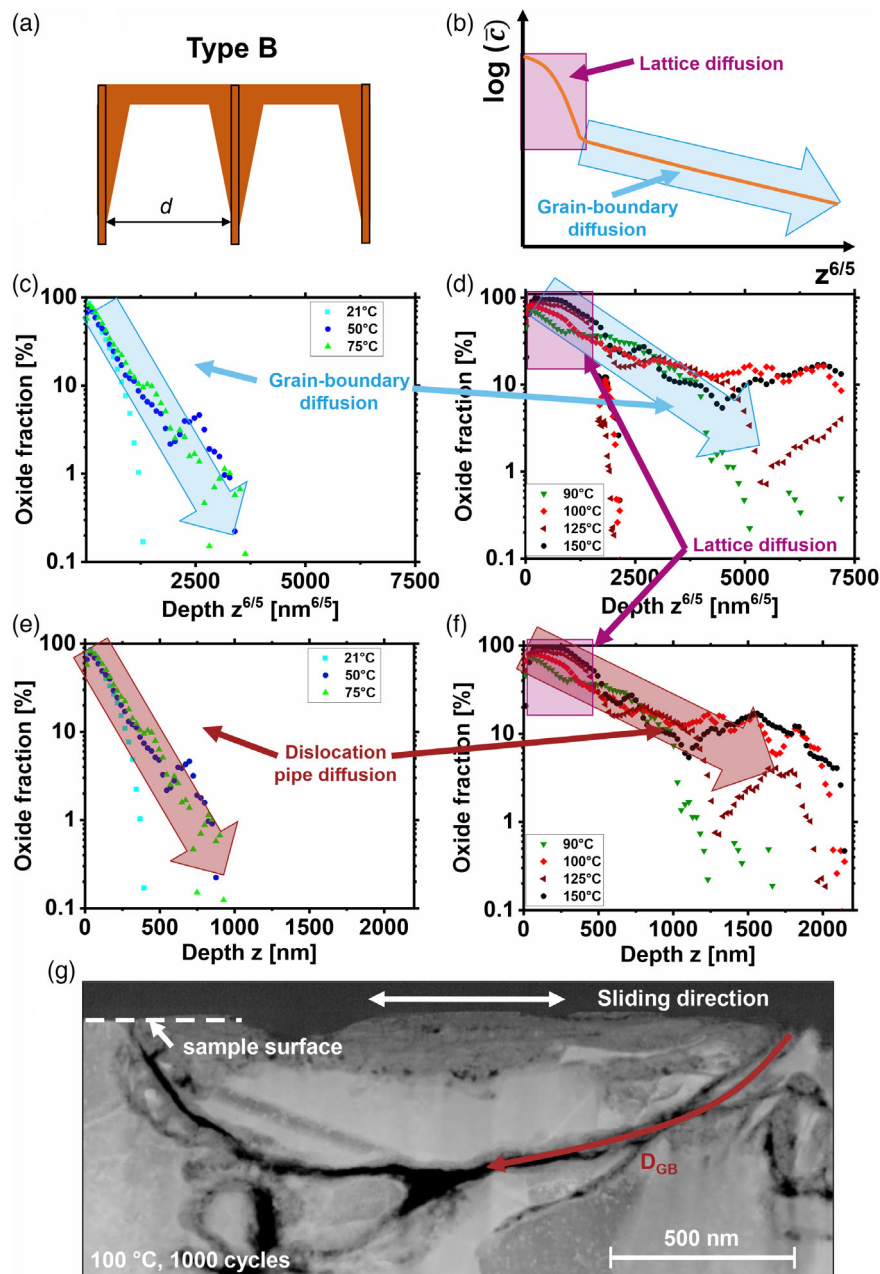 (a)
Type B
d
(b)
log (c̅)
Lattice diffusion
Grain-boundary
diffusion
z^6/5
(c)
100
10
1
0.1
Oxide fraction [%]
21°C
50°C
75°C
Grain-boundary
diffusion
0
2500
5000
7500
Depth z^6/5 [nm^6/5]
(d)
100
10
1
0.1
Oxide fraction [%]
90°C
100°C
125°C
150°C
Lattice diffusion
0
2500
5000
7500
Depth z^6/5 [nm^6/5]
(e)
100
10
1
0.1
Oxide fraction [%]
21°C
50°C
75°C
Dislocation
pipe diffusion
0
500
1000
1500
2000
Depth z [nm]
(f)
100
10
1
0.1
Oxide fraction [%]
90°C
100°C
125°C
150°C
0
500
1000
1500
2000
Depth z [nm]
(g)
Sliding direction
sample surface
D_GB
500 nm
100 °C, 1000 cycles